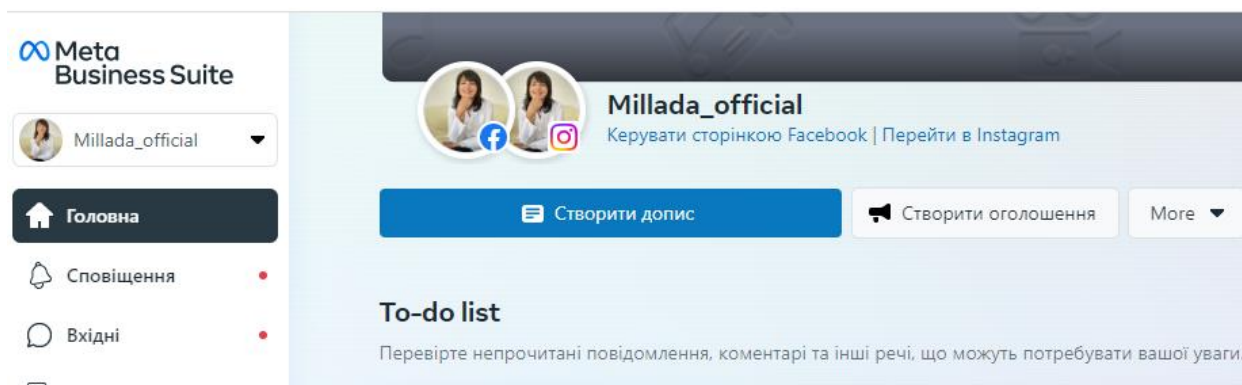 Meta
Business Suite
Millada_official
Головна
Сповіщення
Вхідні
Millada_official
Керувати сторінкою Facebook | Перейти в Instagram
Створити допис
Створити оголошення
More
To-do list
Перевірте непрочитані повідомлення, коментарі та інші речі, що можуть потребувати вашої уваги.